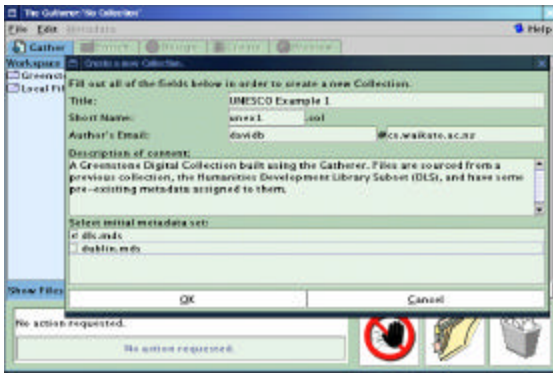 The Gatherer: 'No Collection'
File Edit Metadata Help
Gather Enrich Design Create Preview
Workspace
Create a new Collection.
Greenst
Local Fil
Fill out all of the fields below in order to create a new Collection.
Title: UNESCO Example 1
Short Name: unex1 .col
Author's Email: davidb @cs.waikato.ac.nz
Description of content:
A Greenstone Digital Collection built using the Gatherer. Files are sourced from a
previous collection, the Humanities Development Library Subset (DLS), and have some
pre-existing metadata assigned to them.
Select initial metadata set:
dls.mds
dublin.mds
Show Files
OK Cancel
No action requested.
No action requested.